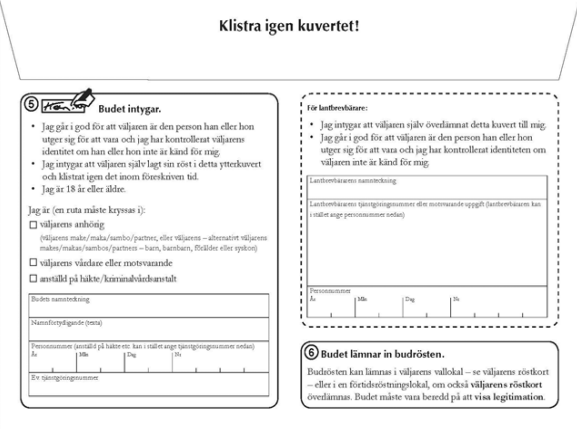 Klistra igen kuvertet!
5 Budet intygar.
• Jag går i god för att väljaren är den person han eller hon
utger sig för att vara och jag har kontrollerat väljarens
identitet om han eller hon inte är känd för mig.
• Jag intygar att väljaren själv lagt sin röst i detta ytterkuvert
och klistrat igen det inom föreskriven tid.
• Jag är 18 år eller äldre.
Jag är (en ruta måste kryssas i):
väljarens anhörig
(väljarens make/maka/sambo/partner, eller väljarens – alternativt väljarens
makes/makas/sambos/partners – barn, barnbarn, förälder eller syskon)
väljarens vårdare eller motsvarande
anställd på häkte/kriminalvårdsanstalt
Budets namnteckning
Namnförtydigande (texta)
Personnummer (anställd på häkte etc. kan i stället ange tjänstgöringsnummer nedan)
År Mån Dag Nr
Ev. tjänstgöringsnummer
För lantbrevbärare:
• Jag intygar att väljaren själv överlämnat detta kuvert till mig.
• Jag går i god för att väljaren är den person han eller hon
utger sig för att vara och jag har kontrollerat identiteten om
väljaren inte är känd för mig.
Lantbrevbärarens namnteckning
Lantbrevbärarens tjänstgöringsnummer eller motsvarande uppgift (lantbrevbäraren kan
i stället ange personnummer nedan)
Personnummer
År Mån Dag Nr
6 Budet lämnar in budrösten.
Budrösten kan lämnas i väljarens vallokal – se väljarens röstkort
– eller i en förtidsröstningslokal, om också väljarens röstkort
överlämnas. Budet måste vara beredd på att visa legitimation.